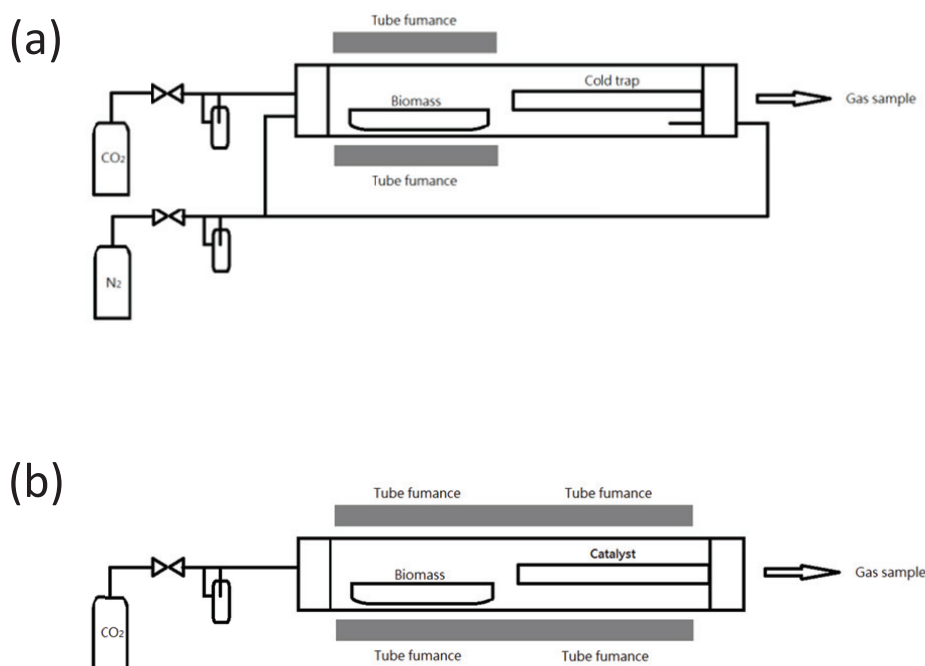 (a)
Tube fumance
Cold trap
Biomass
Gas sample
CO₂
Tube fumance
N₂
(b)
Tube fumance Tube fumance
Catalyst
Biomass
Gas sample
CO₂
Tube fumance Tube fumance